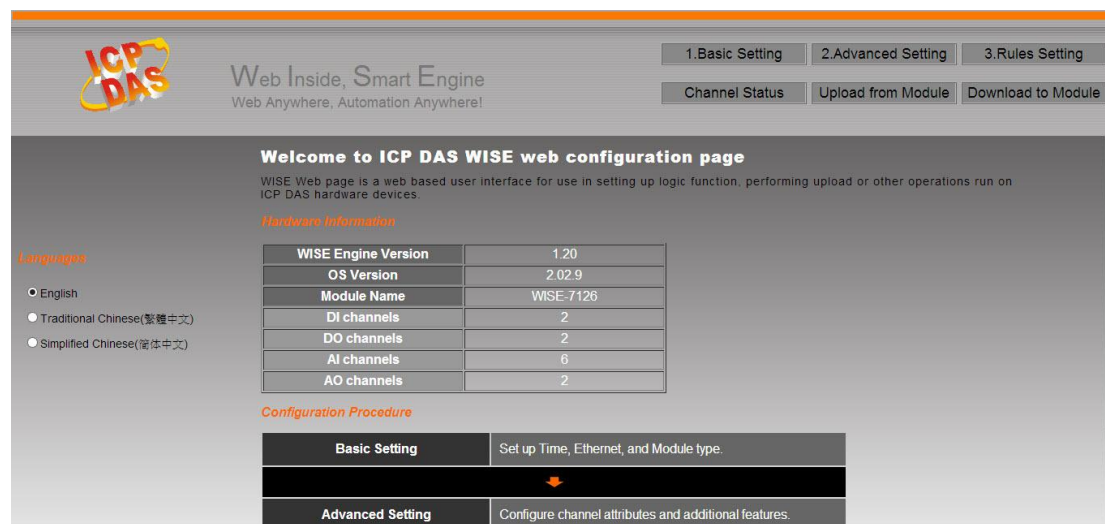 ICP
DAS
Web Inside, Smart Engine
Web Anywhere, Automation Anywhere!
1.Basic Setting
2.Advanced Setting
3.Rules Setting
Channel Status
Upload from Module
Download to Module
Welcome to ICP DAS WISE web configuration page
WISE Web page is a web based user interface for use in setting up logic function, performing upload or other operations run on
ICP DAS hardware devices.
Hardware Information
WISE Engine Version 1.20
OS Version 2.02.9
Module Name WISE-7126
DI channels 2
DO channels 2
AI channels 6
AO channels 2
Languages
English
Traditional Chinese(繁體中文)
Simplified Chinese(简体中文)
Configuration Procedure
Basic Setting Set up Time, Ethernet, and Module type.
Advanced Setting Configure channel attributes and additional features.